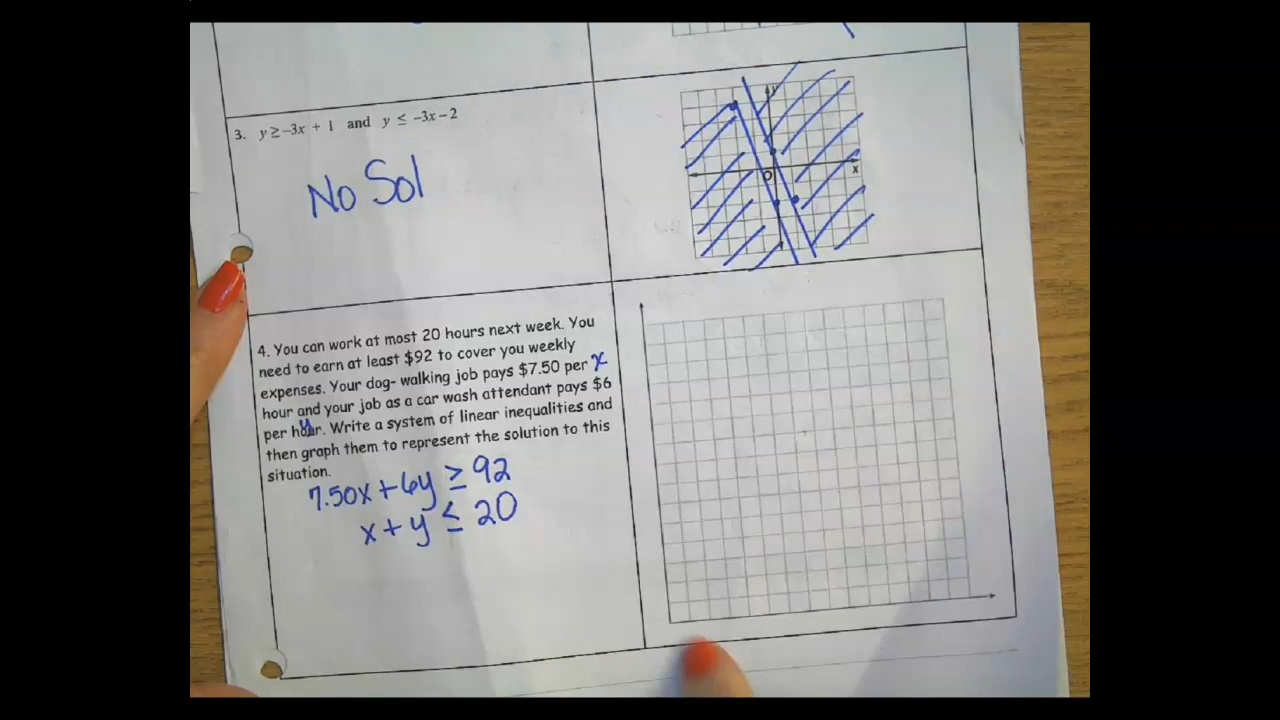 3. y ≥ -3x + 1 and y ≤ -3x - 2
No Sol
y
O
x
4. You can work at most 20 hours next week. You
need to earn at least $92 to cover you weekly
expenses. Your dog- walking job pays $7.50 per x
hour and your job as a car wash attendant pays $6
y
per hour. Write a system of linear inequalities and
then graph them to represent the solution to this
situation.
7.50x + 6y ≥ 92
x + y ≤ 20